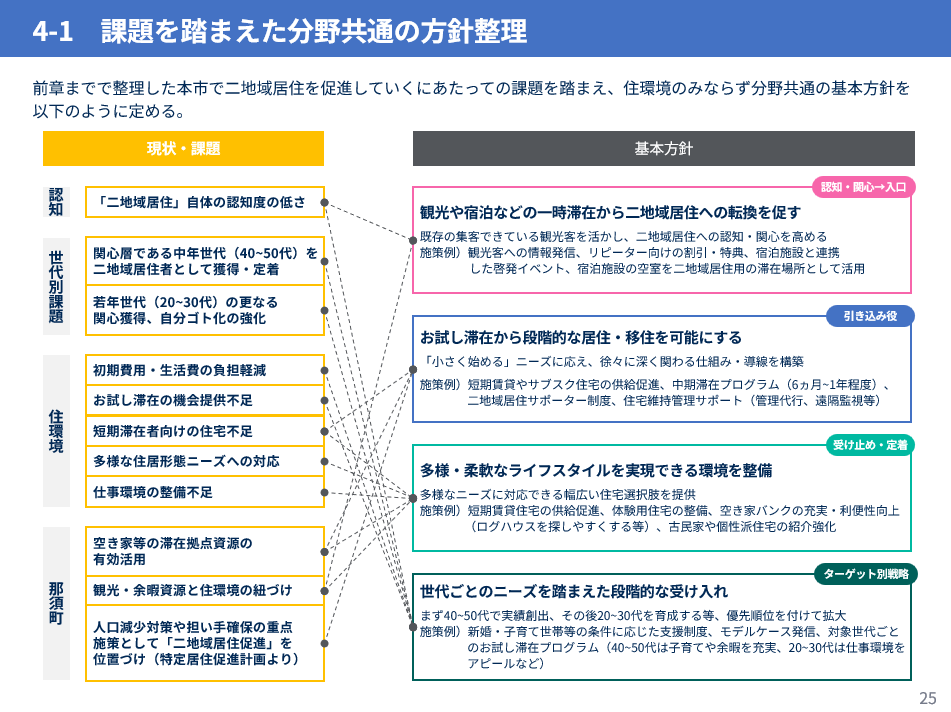 4-1 課題を踏まえた分野共通の方針整理
前章までで整理した本市で二地域居住を促進していくにあたっての課題を踏まえ、住環境のみならず分野共通の基本方針を
以下のように定める。
現状・課題
認知
「二地域居住」自体の認知度の低さ
世代別課題
関心層である中年世代（40~50代）を
二地域居住者として獲得・定着
若年世代（20~30代）の更なる
関心獲得、自分ゴト化の強化
住環境
初期費用・生活費の負担軽減
お試し滞在の機会提供不足
短期滞在者向けの住宅不足
多様な住居形態ニーズへの対応
仕事環境の整備不足
那須町
空き家等の滞在拠点資源の
有効活用
観光・余暇資源と住環境の紐づけ
人口減少対策や担い手確保の重点
施策として「二地域居住促進」を
位置づけ（特定居住促進計画より）
基本方針
認知・関心→入口
観光や宿泊などの一時滞在から二地域居住への転換を促す
既存の集客できている観光客を活かし、二地域居住への認知・関心を高める
施策例）観光客への情報発信、リピーター向けの割引・特典、宿泊施設と連携
した啓発イベント、宿泊施設の空室を二地域居住用の滞在場所として活用
引き込み役
お試し滞在から段階的な居住・移住を可能にする
「小さく始める」ニーズに応え、徐々に深く関わる仕組み・導線を構築
施策例）短期賃貸やサブスク住宅の供給促進、中期滞在プログラム（6ヵ月~1年程度）、
二地域居住サポーター制度、住宅維持管理サポート（管理代行、遠隔監視等）
受け止め・定着
多様・柔軟なライフスタイルを実現できる環境を整備
多様なニーズに対応できる幅広い住宅選択肢を提供
施策例）短期賃貸住宅の供給促進、体験用住宅の整備、空き家バンクの充実・利便性向上
（ログハウスを探しやすくする等）、古民家や個性派住宅の紹介強化
ターゲット別戦略
世代ごとのニーズを踏まえた段階的な受け入れ
まず40~50代で実績創出、その後20~30代を育成する等、優先順位を付けて拡大
施策例）新婚・子育て世帯等の条件に応じた支援制度、モデルケース発信、対象世代ごと
のお試し滞在プログラム（40~50代は子育てや余暇を充実、20~30代は仕事環境を
アピールなど）
25